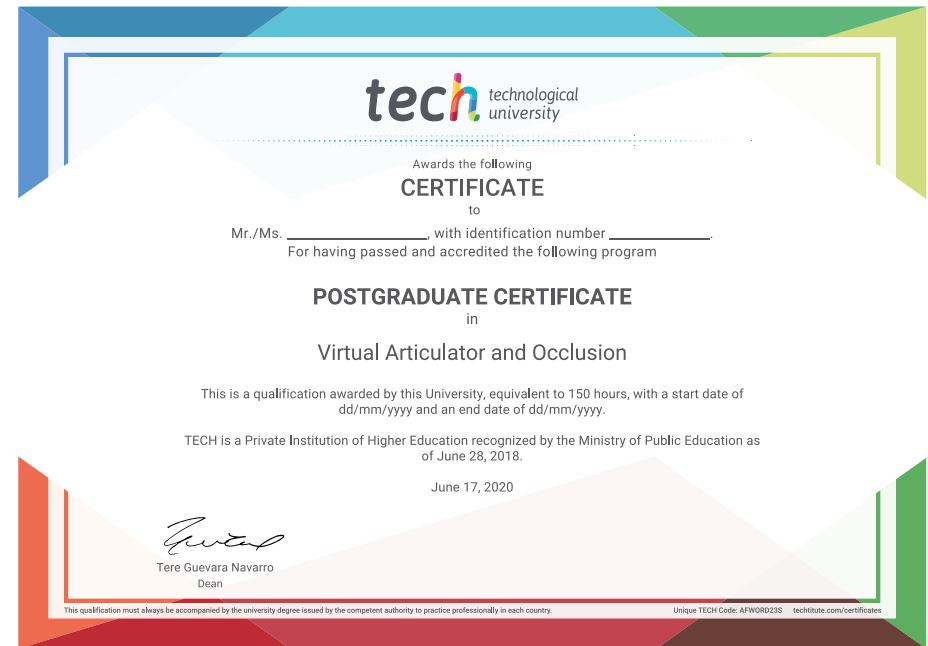 tech technological
university
Awards the following
CERTIFICATE
to
Mr./Ms. ____________________, with identification number ______________.
For having passed and accredited the following program
POSTGRADUATE CERTIFICATE
in
Virtual Articulator and Occlusion
This is a qualification awarded by this University, equivalent to 150 hours, with a start date of
dd/mm/yyyy and an end date of dd/mm/yyyy.
TECH is a Private Institution of Higher Education recognized by the Ministry of Public Education as
of June 28, 2018.
June 17, 2020
Tere Guevara Navarro
Dean
This qualification must always be accompanied by the university degree issued by the competent authority to practice professionally in each country.
Unique TECH Code: AFWORD23S techtitute.com/certificates